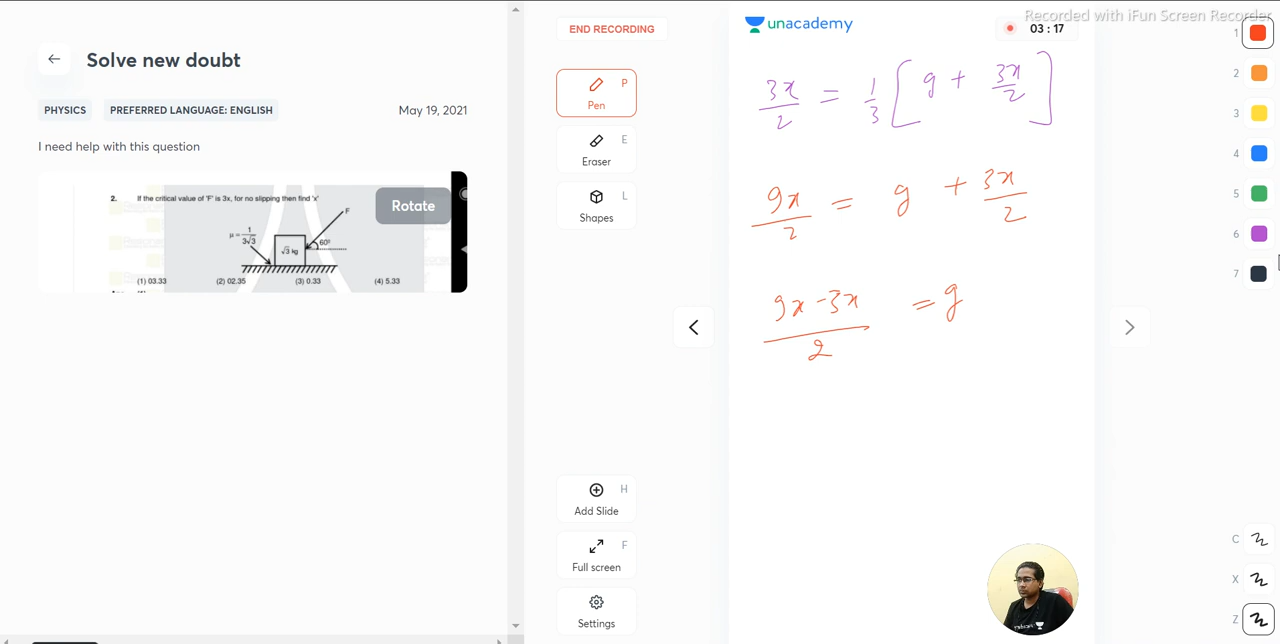 Recorded with iFun Screen Recorder
← Solve new doubt
PHYSICS
PREFERRED LANGUAGE: ENGLISH
May 19, 2021
I need help with this question
2. If the critical value of 'F' is 3x, for no slipping then find 'x'
Rotate
F
μ = 1/3√3
60º
√3 kg
(1) 03.33 (2) 02.35 (3) 0.33 (4) 5.33
END RECORDING
Pen P
Eraser E
Shapes L
Add Slide H
Full screen F
Settings
unacademy
03 : 17
3x/2 = 1/3 [ g + 3x/2 ]
9x/2 = g + 3x/2
9x - 3x / 2 = g
1
2
3
4
5
6
7
C
X
Z